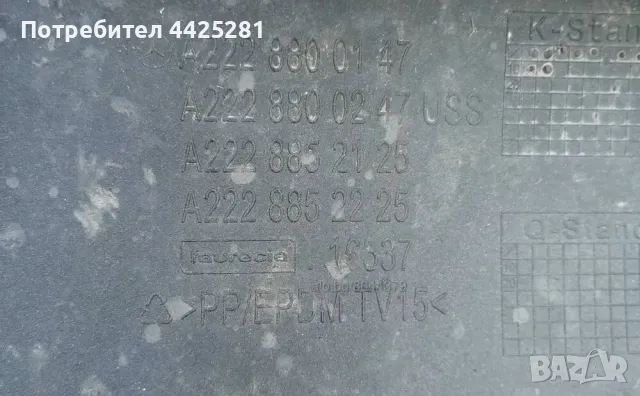 Потребител 4425281
K-Stan
A222 880 01 47
A222 880 02 47 USS
A222 885 21 25
A222 885 22 25
Q-Stand
faurecia
>PP/EPDM TV15<
BAZAR